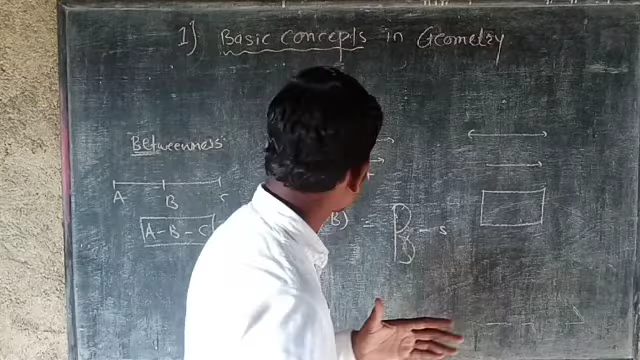 1) Basic concepts in Geometry
Betweenness
A B
A-B-C
B) =
- s